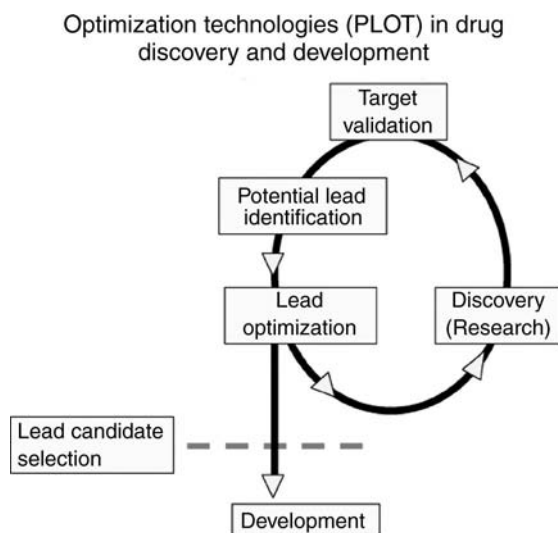 Optimization technologies (PLOT) in drug
discovery and development
Target
validation
Potential lead
identification
Lead
optimization
Discovery
(Research)
Lead candidate
selection
Development